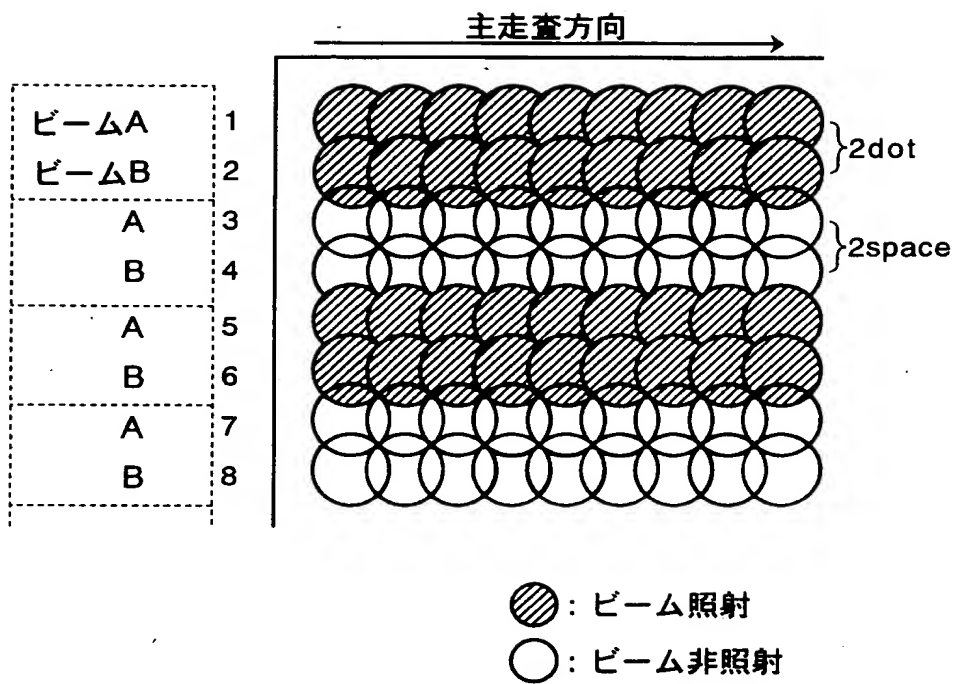 主走査方向
ビームA 1
ビームB 2
2dot
A 3
B 4
2space
A 5
B 6
A 7
B 8
: ビーム照射
: ビーム非照射